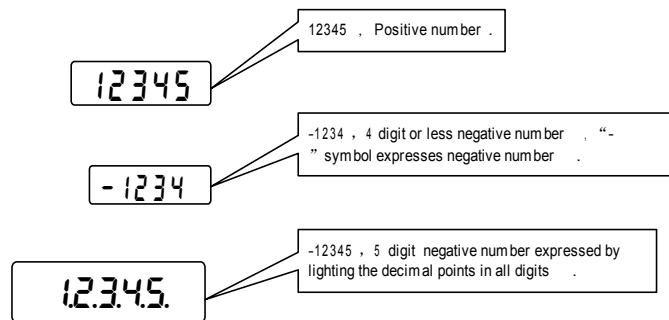 12345 , Positive number .
12345
-1234 , 4 digit or less negative number , “-
” symbol expresses negative number .
-1234
-12345 , 5 digit negative number expressed by
lighting the decimal points in all digits .
1.2.3.4.5.